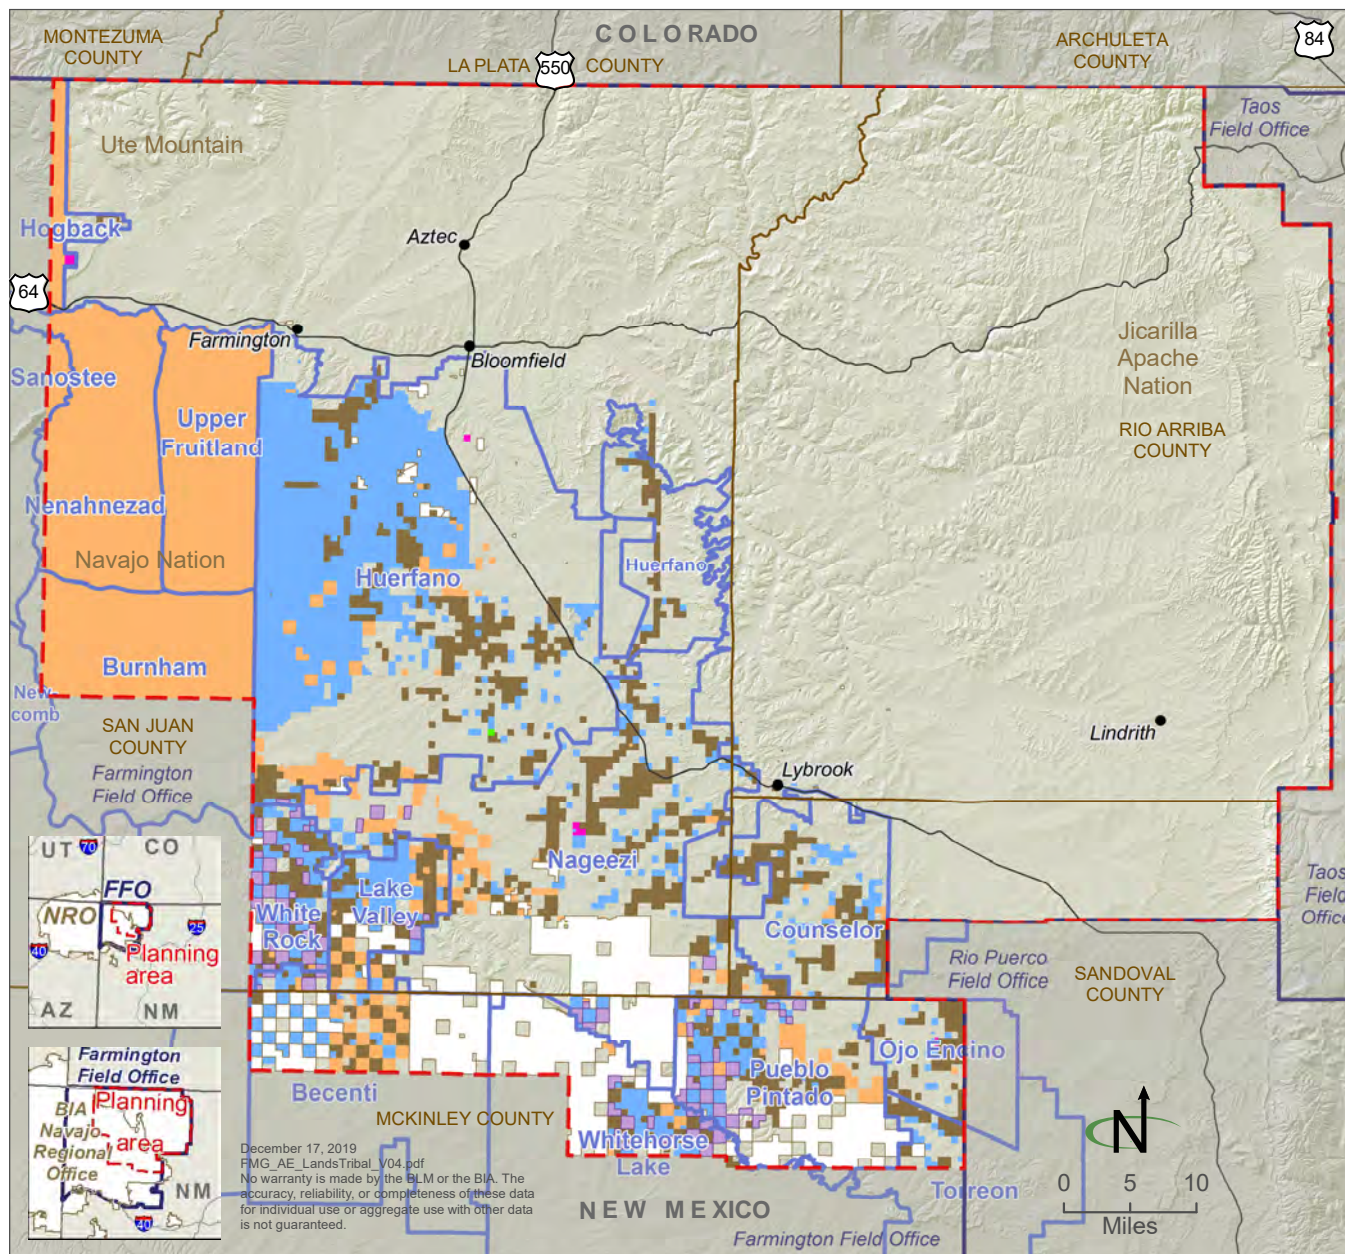 COLORADO
MONTEZUMA
COUNTY
LA PLATA
550
COUNTY
ARCHULETA
COUNTY
84
Taos
Field Office
Ute Mountain
Hogback
Aztec
64
Farmington
Bloomfield
Sanostee
Upper
Fruitland
Jicarilla
Apache
Nation
RIO ARRIBA
COUNTY
Nenahnezad
Navajo Nation
Huerfano
Huerfano
Burnham
New-
comb
SAN JUAN
COUNTY
Farmington
Field Office
Lindrith
Lybrook
Nageezi
Lake
Valley
White
Rock
Counselor
Taos
Field
Office
Rio Puerco
Field Office
SANDOVAL
COUNTY
Ojo Encino
Pueblo
Pintado
Becenti
MCKINLEY COUNTY
Whitehorse
Lake
Torreon
NEW MEXICO
Farmington Field Office
N
0 5 10
Miles
UT
70
CO
FFO
NRO
25
40
Planning
area
AZ
NM
Farmington
Field Office
Planning
area
BIA
Navajo
Regional
Office
NM
40
December 17, 2019
FMG_AE_LandsTribal_V04.pdf
No warranty is made by the BLM or the BIA. The
accuracy, reliability, or completeness of these data
for individual use or aggregate use with other data
is not guaranteed.